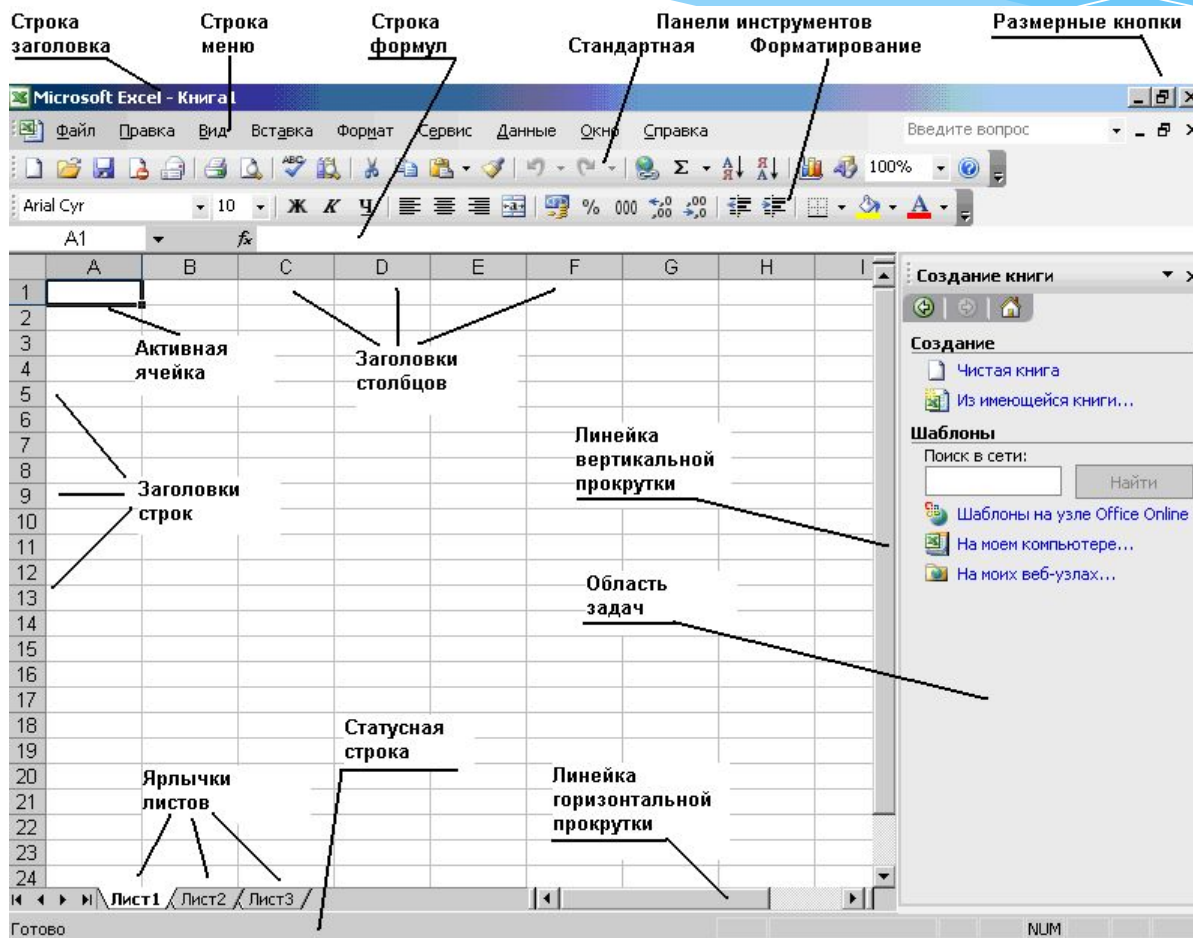 Строка заголовка
Строка меню
Строка формул
Панели инструментов
Стандартная Форматирование
Размерные кнопки
Microsoft Excel - Книга1
Файл Правка Вид Вставка Формат Сервис Данные Окно Справка Введите вопрос
ABC Σ А Я Я А 100%
Arial Cyr 10 Ж К Ч a % 000 ,0 ,00 ,00 ,0 A
A1 fx
A B C D E F G H I
1
2
3
4
5
6
7
8
9
10
11
12
13
14
15
16
17
18
19
20
21
22
23
24
Активная
ячейка
Заголовки
столбцов
Заголовки
строк
Линейка
вертикальной
прокрутки
Область
задач
Статусная
строка
Ярлычки
листов
Линейка
горизонтальной
прокрутки
Создание книги
Создание
Чистая книга
Из имеющейся книги...
Шаблоны
Поиск в сети:
Найти
Шаблоны на узле Office Online
На моем компьютере...
На моих веб-узлах...
Лист1 Лист2 Лист3
Готово NUM